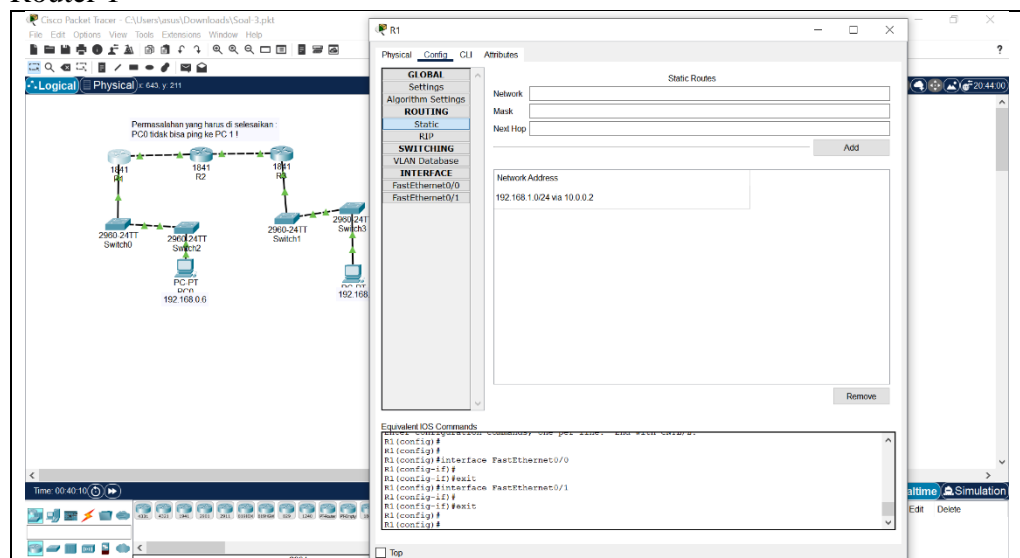 Router 1
Cisco Packet Tracer - C:\Users\asus\Downloads\Soal-3.pkt
File Edit Options View Tools Extensions Window Help
Logical Physical x: 643, y: 211
20:44:00
Permasalahan yang harus di selesaikan :
PC0 tidak bisa ping ke PC 1 !
1841
R1
1841
R2
1841
2960-24TT
Switch0
2960-24TT
Switch2
2960-24TT
Switch1
2960-24T
Switch3
PC-PT
PC0
192.168.0.6
192.168
Time: 00:40:10
R1
Physical Config CLI Attributes
GLOBAL
Settings
Algorithm Settings
ROUTING
Static
RIP
SWITCHING
VLAN Database
INTERFACE
FastEthernet0/0
FastEthernet0/1
Static Routes
Network
Mask
Next Hop
Add
Network Address
192.168.1.0/24 via 10.0.0.2
Remove
Equivalent IOS Commands
R1(config)#
R1(config)#
R1(config)#interface FastEthernet0/0
R1(config-if)#
R1(config-if)#exit
R1(config)#interface FastEthernet0/1
R1(config-if)#
R1(config-if)#exit
R1(config)#
R1(config)#
Top
?
altime Simulation
Edit Delete